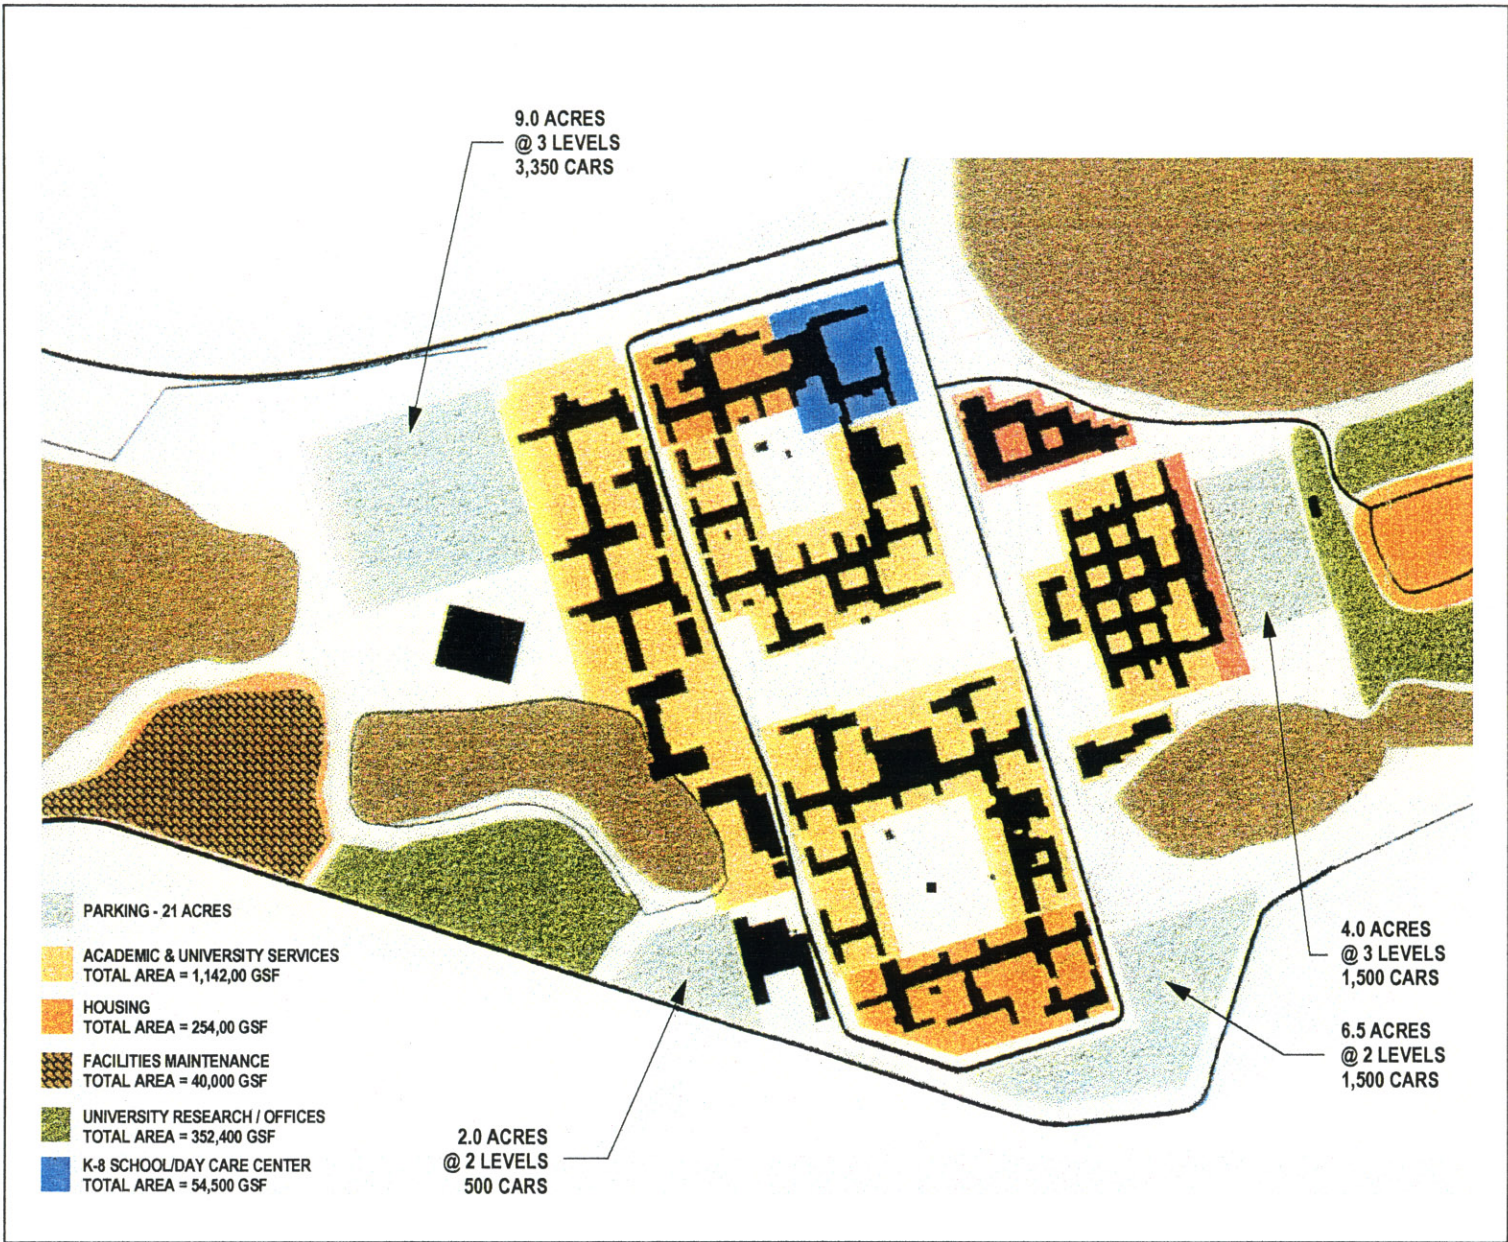 9.0 ACRES
@ 3 LEVELS
3,350 CARS
PARKING - 21 ACRES
ACADEMIC & UNIVERSITY SERVICES
TOTAL AREA = 1,142,00 GSF
HOUSING
TOTAL AREA = 254,00 GSF
FACILITIES MAINTENANCE
TOTAL AREA = 40,000 GSF
UNIVERSITY RESEARCH / OFFICES
TOTAL AREA = 352,400 GSF
K-8 SCHOOL/DAY CARE CENTER
TOTAL AREA = 54,500 GSF
2.0 ACRES
@ 2 LEVELS
500 CARS
4.0 ACRES
@ 3 LEVELS
1,500 CARS
6.5 ACRES
@ 2 LEVELS
1,500 CARS